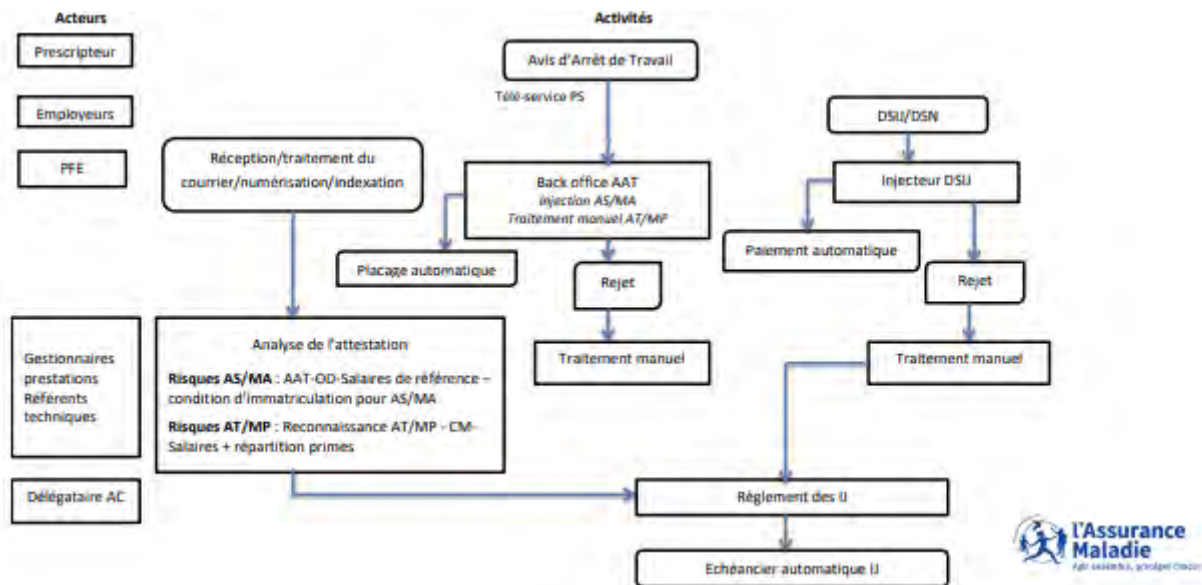 Acteurs
Activités
Prescripteur
Employeurs
PFE
Gestionnaires
prestations
Référents
techniques
Délégataire AC
Avis d'Arrêt de Travail
Télé-service PS
DSIJ/DSN
Réception/traitement du
courrier/numérisation/indexation
Back office AAT
injection AS/MA
Traitement manuel AT/MP
Injecteur DSIJ
Placage automatique
Rejet
Paiement automatique
Rejet
Traitement manuel
Traitement manuel
Analyse de l'attestation
Risques AS/MA : AAT-OD-Salaires de référence –
condition d'immatriculation pour AS/MA
Risques AT/MP : Reconnaissance AT/MP - CM-
Salaires + répartition primes
Règlement des IJ
Echéancier automatique IJ
l'Assurance
Maladie